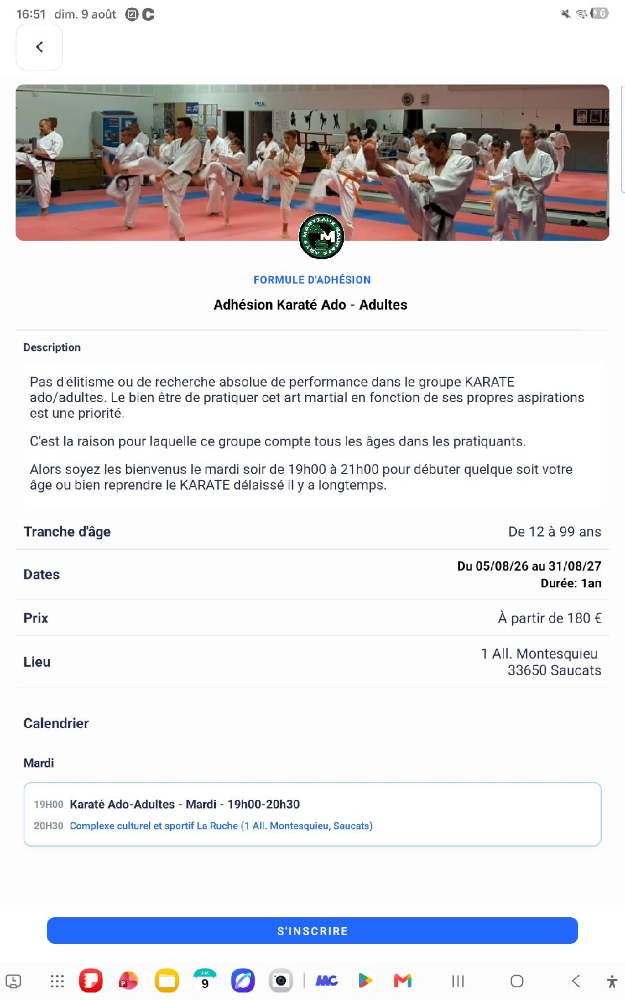 16:51 dim. 9 août
6
FORMULE D'ADHÉSION
Adhésion Karaté Ado - Adultes
Description
Pas d'élitisme ou de recherche absolue de performance dans le groupe KARATE
ado/adultes. Le bien être de pratiquer cet art martial en fonction de ses propres aspirations
est une priorité.
C'est la raison pour laquelle ce groupe compte tous les âges dans les pratiquants.
Alors soyez les bienvenus le mardi soir de 19h00 à 21h00 pour débuter quelque soit votre
âge ou bien reprendre le KARATE délaissé il y a longtemps.
Tranche d'âge
De 12 à 99 ans
Dates
Du 05/08/26 au 31/08/27
Durée: 1an
Prix
À partir de 180 €
Lieu
1 All. Montesquieu
33650 Saucats
Calendrier
Mardi
19H00 Karaté Ado-Adultes - Mardi - 19h00-20h30
20H30 Complexe culturel et sportif La Ruche (1 All. Montesquieu, Saucats)
S'INSCRIRE
DIM.
9
MC